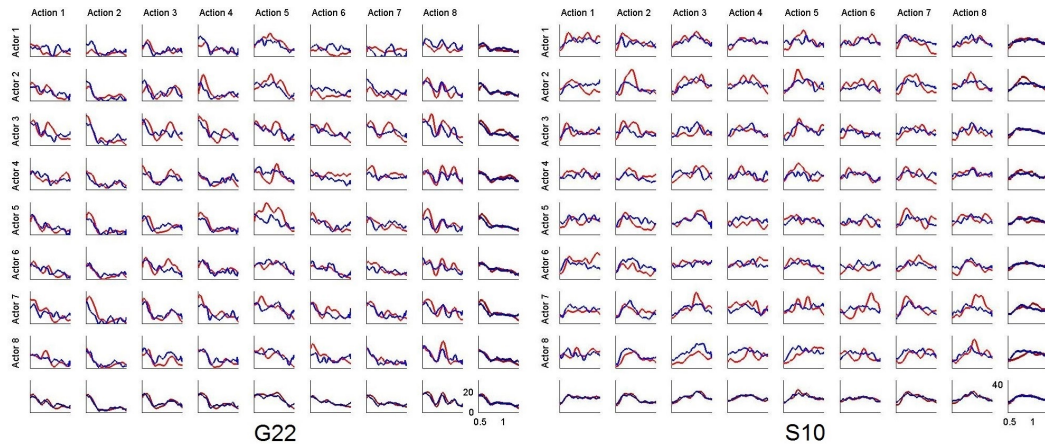 Action 1 Action 2 Action 3 Action 4 Action 5 Action 6 Action 7 Action 8 Action 1 Action 2 Action 3 Action 4 Action 5 Action 6 Action 7 Action 8
Actor 1 Actor 1
Actor 2 Actor 2
Actor 3 Actor 3
Actor 4 Actor 4
Actor 5 Actor 5
Actor 6 Actor 6
Actor 7 Actor 7
Actor 8 Actor 8
20 40
0 0
0.5 1 0.5 1
G22 S10